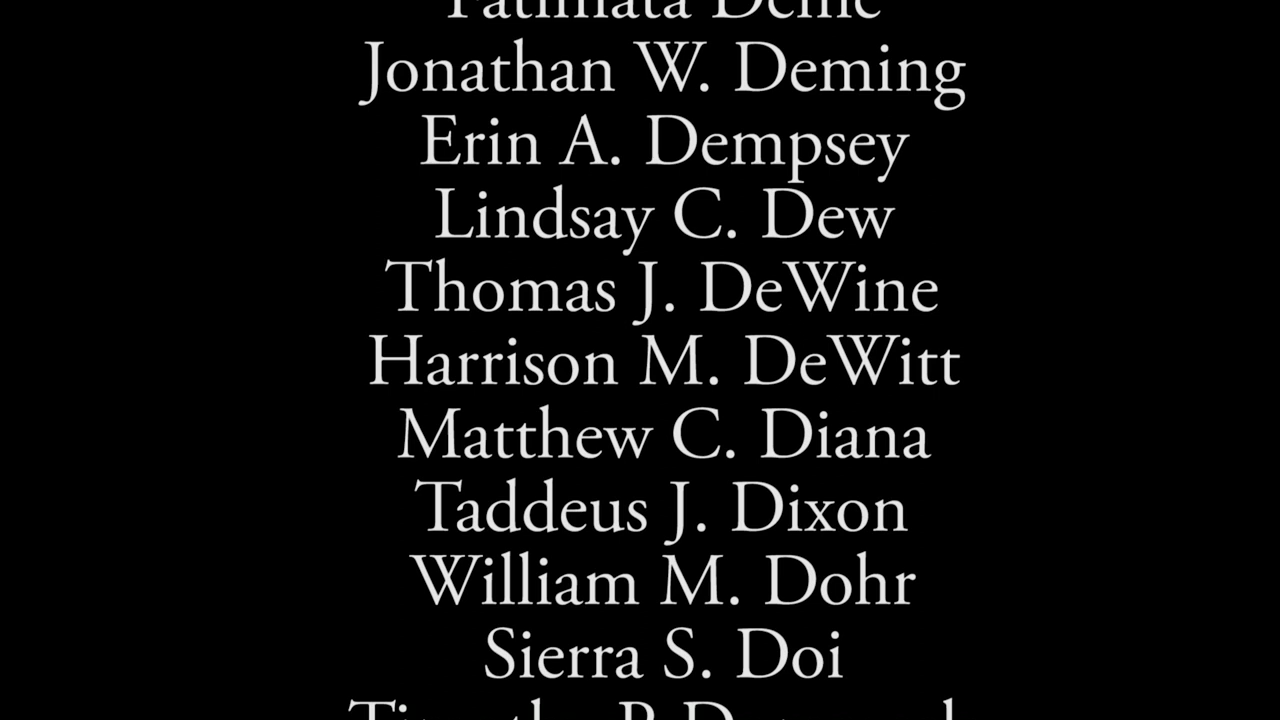 Jonathan W. Deming
Erin A. Dempsey
Lindsay C. Dew
Thomas J. DeWine
Harrison M. DeWitt
Matthew C. Diana
Taddeus J. Dixon
William M. Dohr
Sierra S. Doi